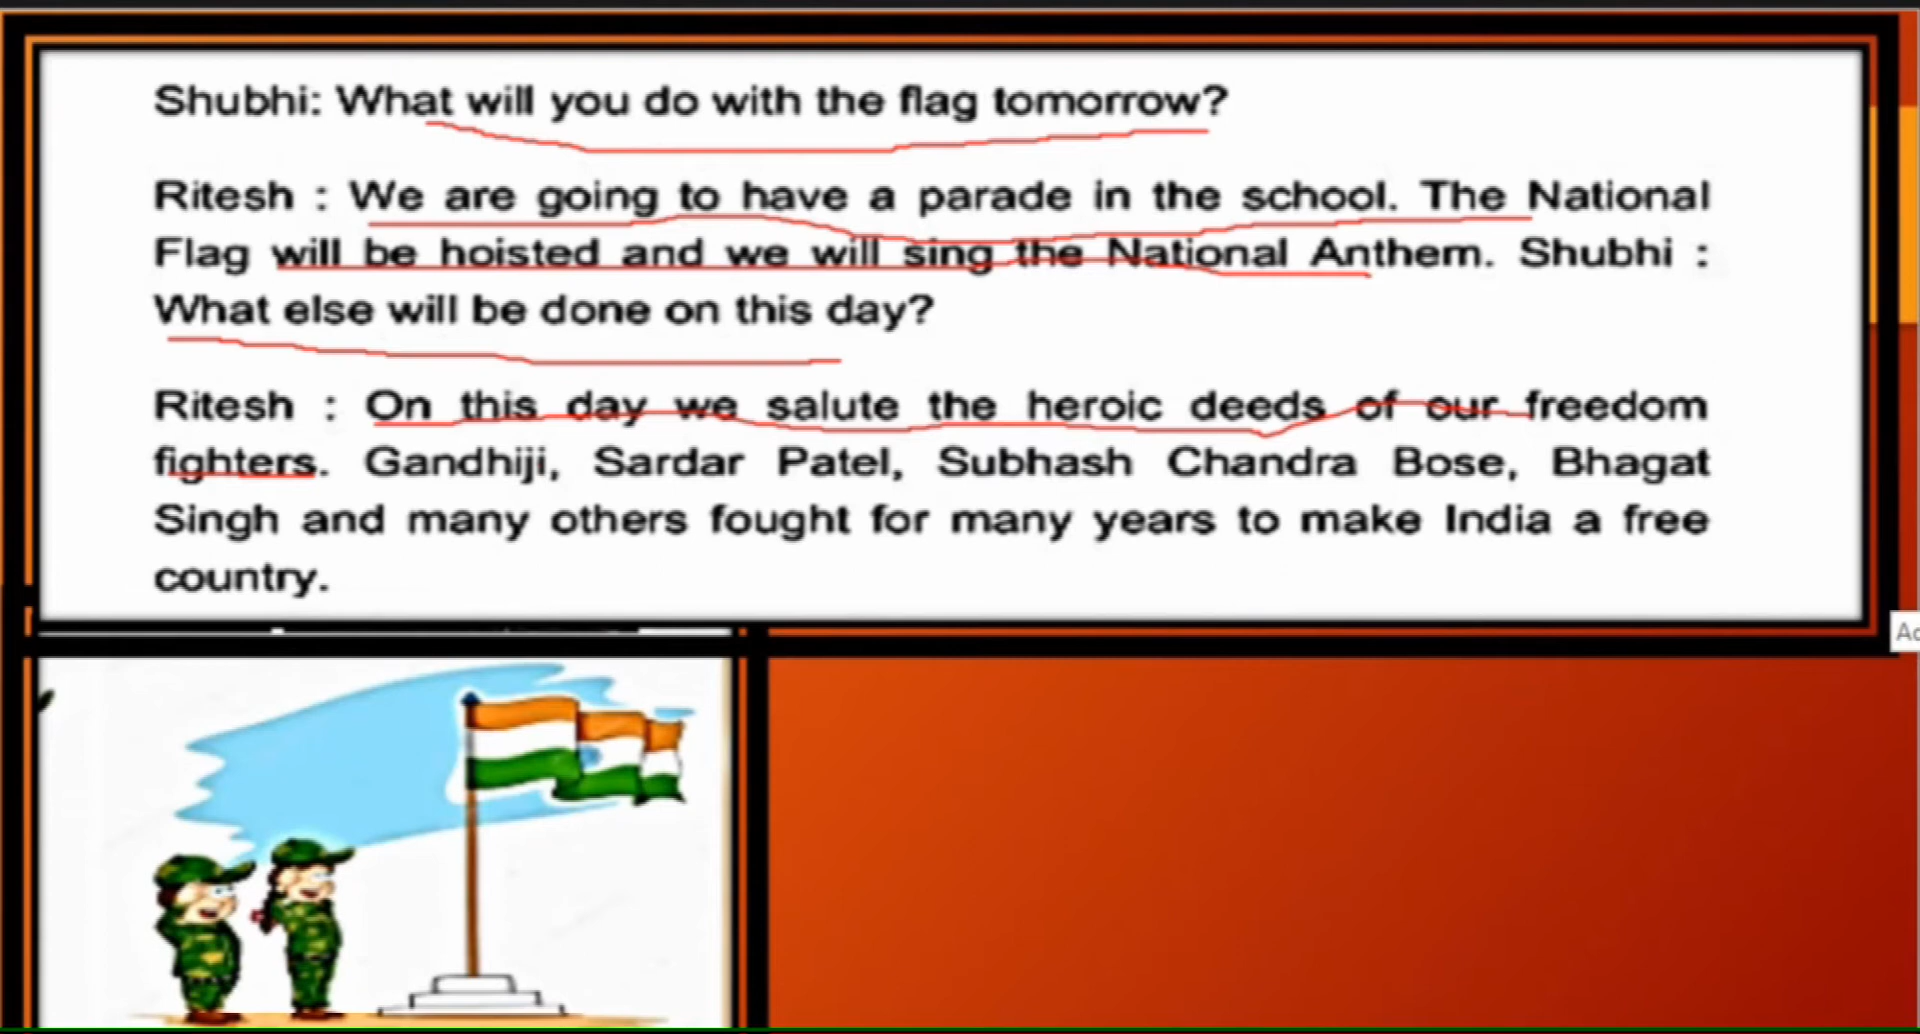 Shubhi: What will you do with the flag tomorrow?
Ritesh : We are going to have a parade in the school. The National
Flag will be hoisted and we will sing the National Anthem. Shubhi :
What else will be done on this day?
Ritesh : On this day we salute the heroic deeds of our freedom
fighters. Gandhiji, Sardar Patel, Subhash Chandra Bose, Bhagat
Singh and many others fought for many years to make India a free
country.